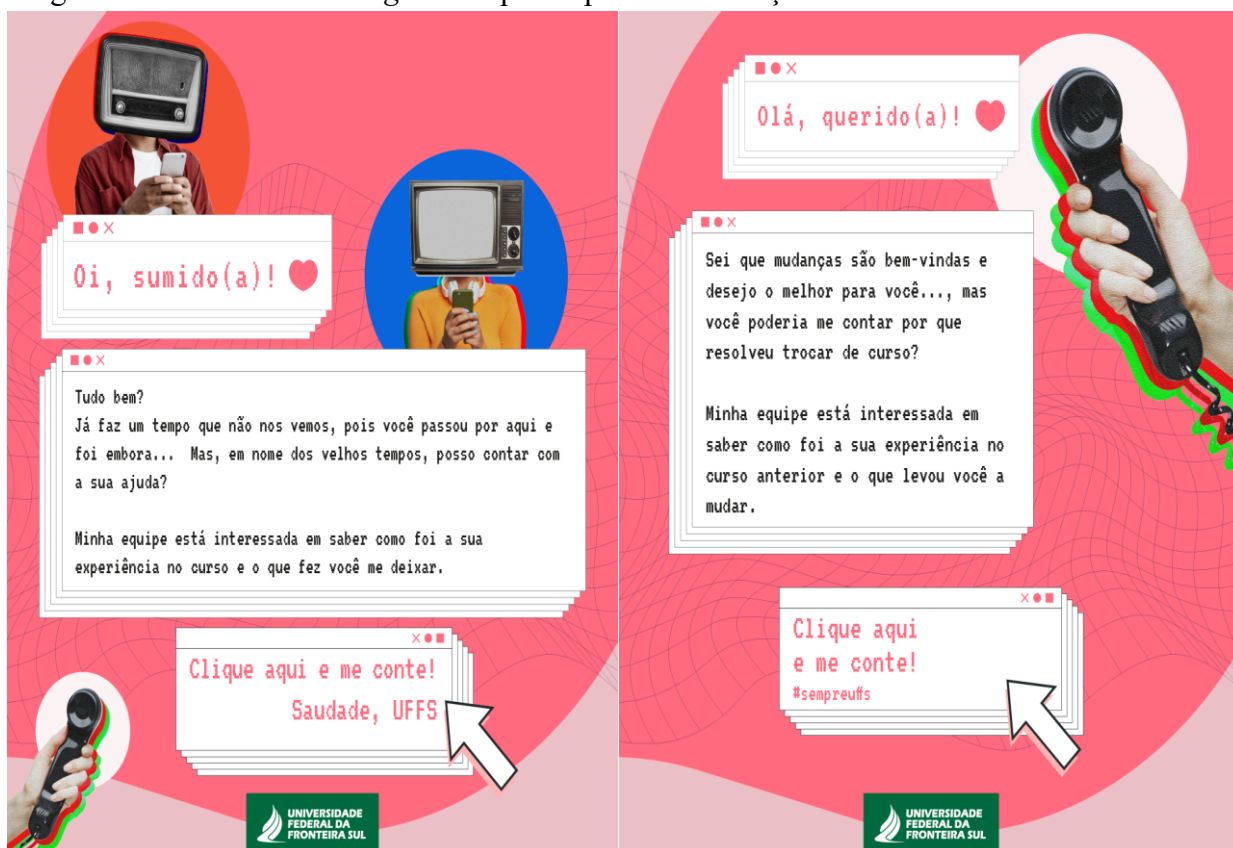 Oi, sumido(a)!
Tudo bem?
Já faz um tempo que não nos vemos, pois você passou por aqui e
foi embora... Mas, em nome dos velhos tempos, posso contar com
a sua ajuda?
Minha equipe está interessada em saber como foi a sua
experiência no curso e o que fez você me deixar.
Clique aqui e me conte!
Saudade, UFFS
UNIVERSIDADE
FEDERAL DA
FRONTEIRA SUL
Olá, querido(a)!
Sei que mudanças são bem-vindas e
desejo o melhor para você..., mas
você poderia me contar por que
resolveu trocar de curso?
Minha equipe está interessada em
saber como foi a sua experiência no
curso anterior e o que levou você a
mudar.
Clique aqui
e me conte!
#sempreuffs
UNIVERSIDADE
FEDERAL DA
FRONTEIRA SUL